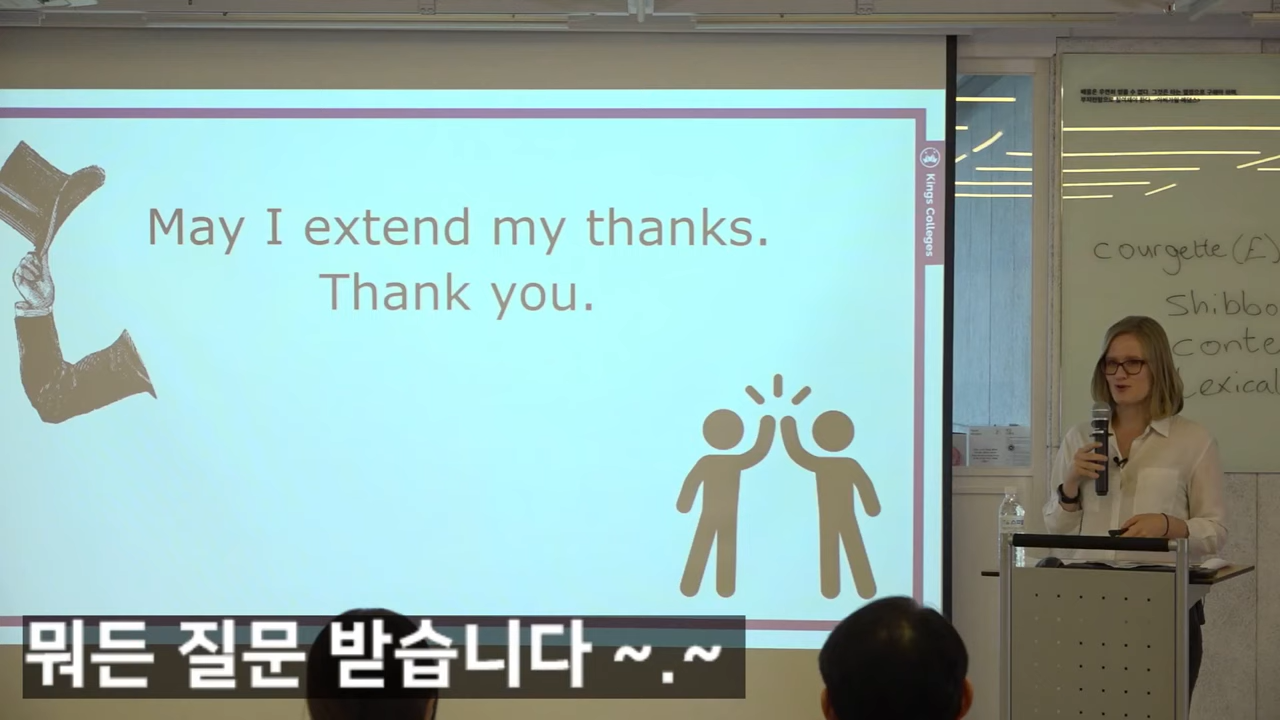 May I extend my thanks.
Thank you.
Kings Colleges
courgette (E)
Shibbo
conte
Lexical
뭐든 질문 받습니다 ~.~